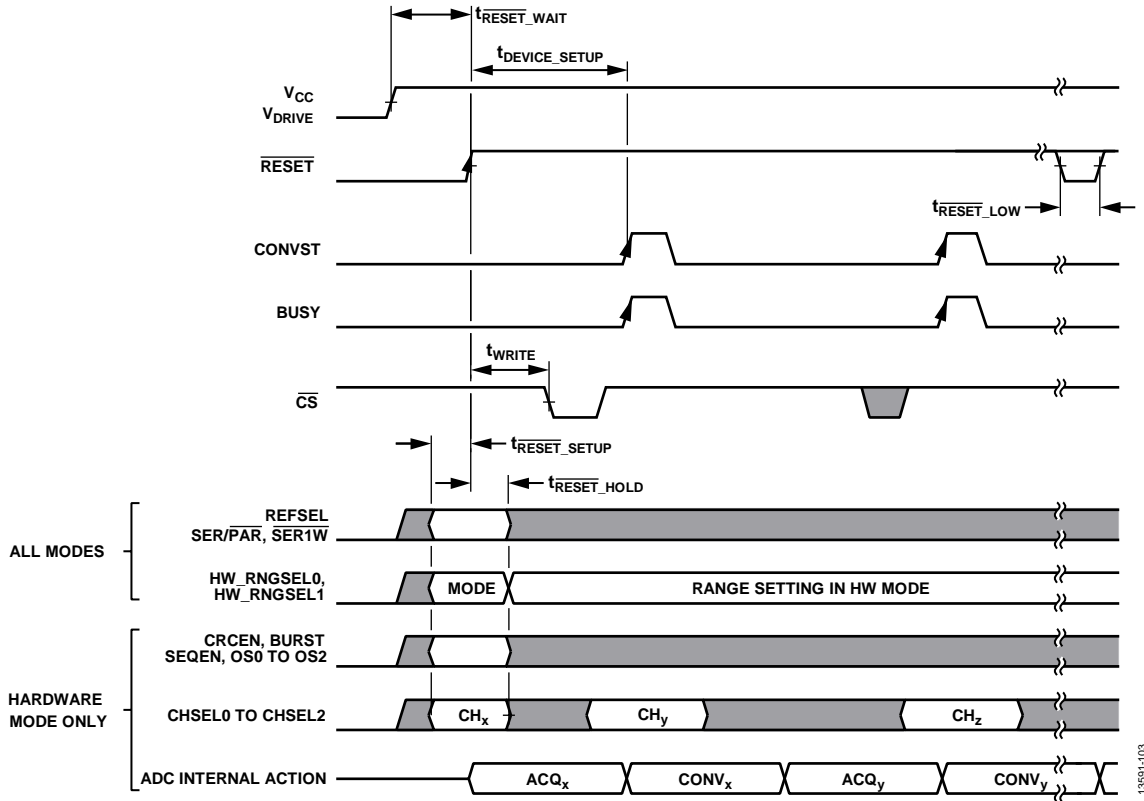 tRESET_WAIT
tDEVICE_SETUP
VCC
VDRIVE
RESET
tRESET_LOW
CONVST
BUSY
tWRITE
CS
tRESET_SETUP
tRESET_HOLD
ALL MODES
REFSEL
SER/PAR, SER1W
HW_RNGSEL0,
HW_RNGSEL1
MODE
RANGE SETTING IN HW MODE
HARDWARE
MODE ONLY
CRCEN, BURST
SEQEN, OS0 TO OS2
CHSEL0 TO CHSEL2
CHx
CHy
CHz
ADC INTERNAL ACTION
ACQx
CONVx
ACQy
CONVy
13591-103